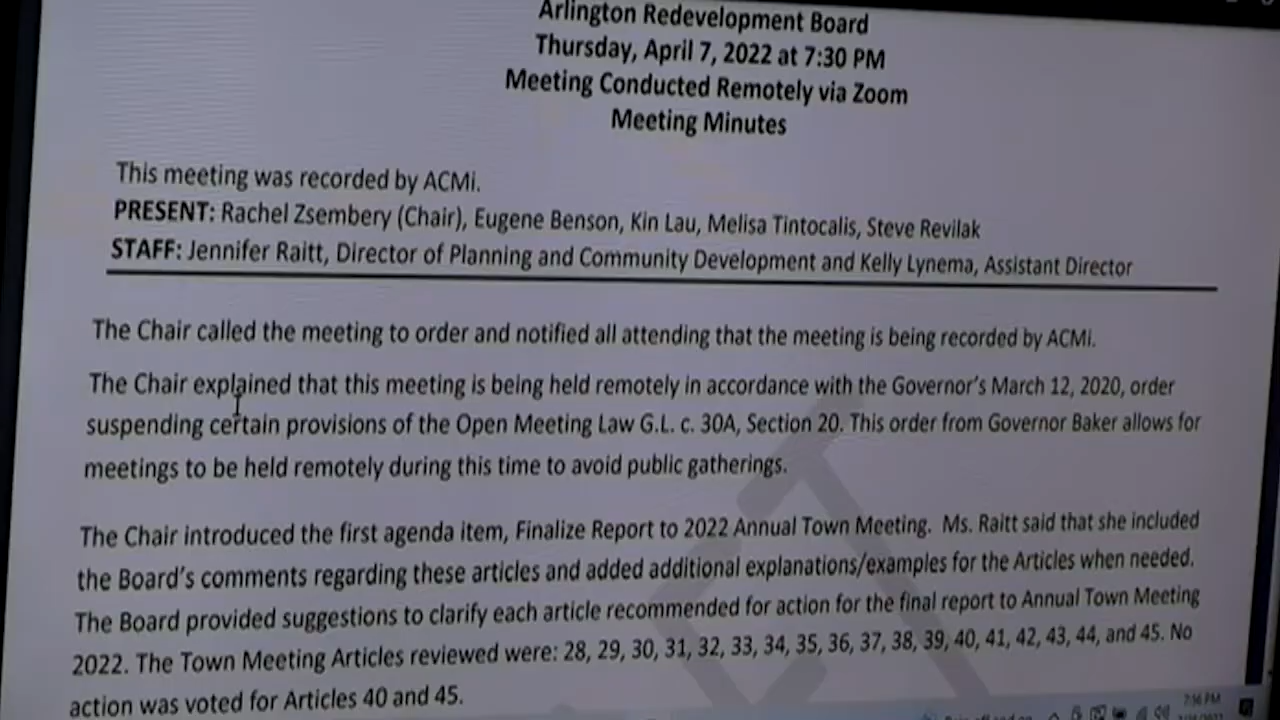 Arlington Redevelopment Board
Thursday, April 7, 2022 at 7:30 PM
Meeting Conducted Remotely via Zoom
Meeting Minutes
This meeting was recorded by ACMi.
PRESENT: Rachel Zsembery (Chair), Eugene Benson, Kin Lau, Melisa Tintocalis, Steve Revilak
STAFF: Jennifer Raitt, Director of Planning and Community Development and Kelly Lynema, Assistant Director
The Chair called the meeting to order and notified all attending that the meeting is being recorded by ACMi.
The Chair explained that this meeting is being held remotely in accordance with the Governor's March 12, 2020, order
suspending certain provisions of the Open Meeting Law G.L. c. 30A, Section 20. This order from Governor Baker allows for
meetings to be held remotely during this time to avoid public gatherings.
The Chair introduced the first agenda item, Finalize Report to 2022 Annual Town Meeting. Ms. Raitt said that she included
the Board's comments regarding these articles and added additional explanations/examples for the Articles when needed.
The Board provided suggestions to clarify each article recommended for action for the final report to Annual Town Meeting
2022. The Town Meeting Articles reviewed were: 28, 29, 30, 31, 32, 33, 34, 35, 36, 37, 38, 39, 40, 41, 42, 43, 44, and 45. No
action was voted for Articles 40 and 45.
7:56 PM